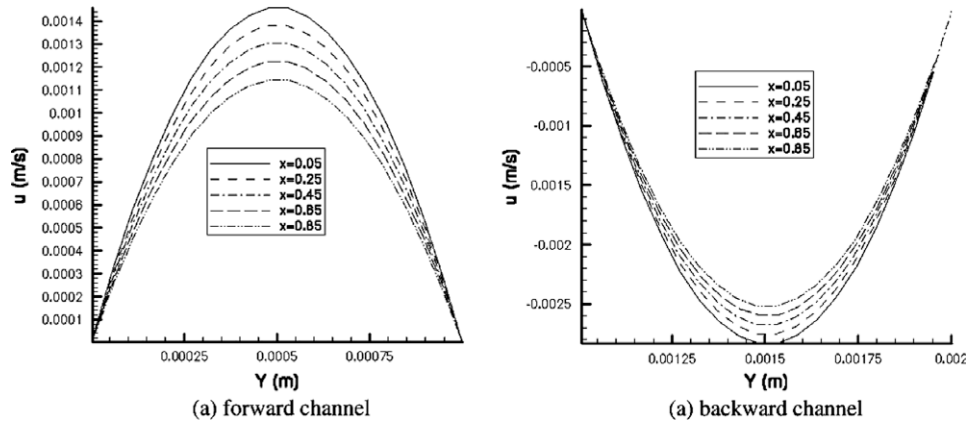 0.0014
0.0013
0.0012
0.0011
0.001
0.0009
0.0008
0.0007
0.0006
0.0005
0.0004
0.0003
0.0002
0.0001
u (m/s)
x=0.05
x=0.25
x=0.45
x=0.65
x=0.85
0.00025
0.0005
0.00075
Y (m)
(a) forward channel
-0.0005
-0.001
-0.0015
-0.002
-0.0025
u (m/s)
x=0.05
x=0.25
x=0.45
x=0.65
x=0.85
0.00125
0.0015
0.00175
0.002
Y (m)
(a) backward channel